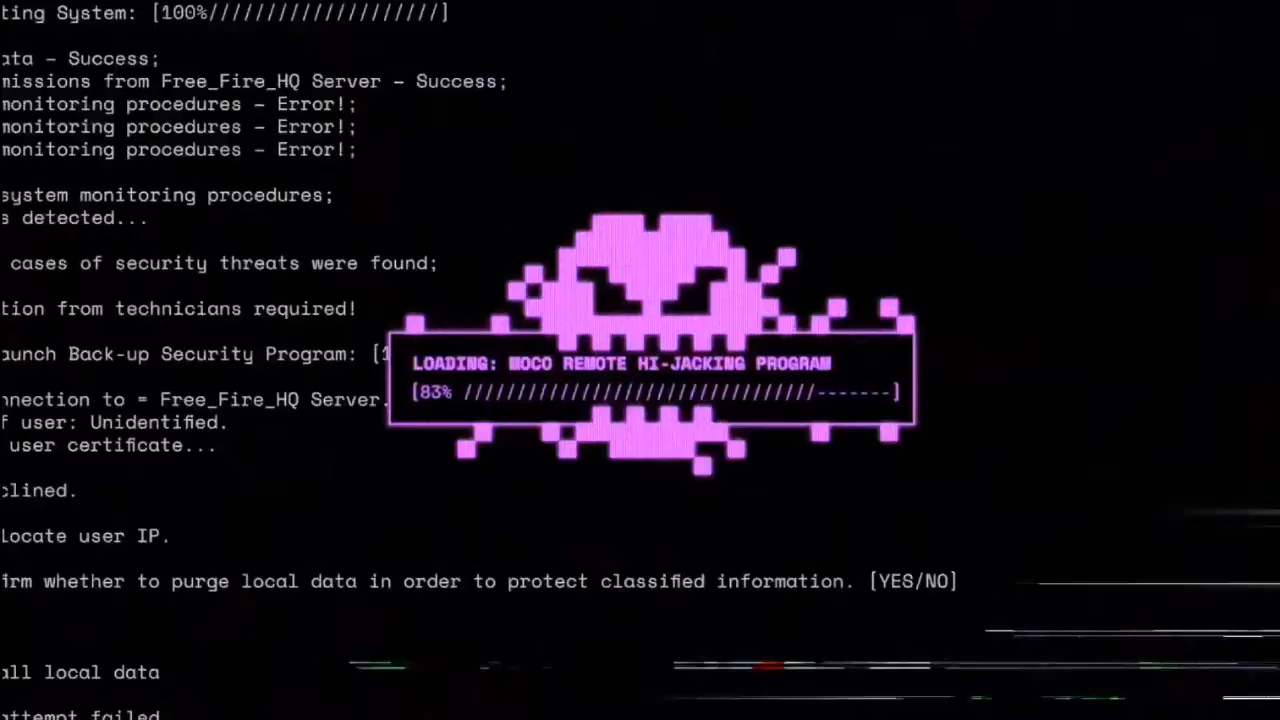 ting System: [100%////////////////////]
ata – Success;
missions from Free_Fire_HQ Server – Success;
monitoring procedures – Error!;
monitoring procedures – Error!;
monitoring procedures – Error!;
system monitoring procedures;
s detected...
cases of security threats were found;
tion from technicians required!
aunch Back-up Security Program: [1
LOADING: MOCO REMOTE HI-JACKING PROGRAM
[83% /////////////////////////////////-------]
nnection to = Free_Fire_HQ Server.
f user: Unidentified.
user certificate...
clined.
Locate user IP.
irm whether to purge local data in order to protect classified information. [YES/NO]
all local data
attempt failed